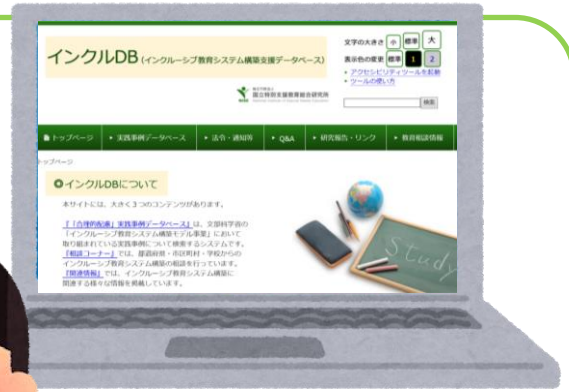 インクルDB (インクルーシブ教育システム構築支援データベース)
文字の大きさ 小 標準 大
表示色の変更 標準 1 2
アクセシビリティツールを起動
ツールの使い方
独立行政法人
国立特別支援教育総合研究所
検索
トップページ
実践事例データベース
法令・通知等
Q&A
研究報告・リンク
教育相談情報
トップページ
インクルDBについて
本サイトには、大きく3つのコンテンツがあります。
『「合理的配慮」実践事例データベース』は、文部科学省の
「インクルーシブ教育システム構築モデル事業」において
取り組まれている実践事例について検索するシステムです。
『相談コーナー』では、都道府県・市区町村・学校からの
インクルーシブ教育システム構築の相談を行っています。
『関連情報』では、インクルーシブ教育システム構築に
関連する様々な情報を掲載しています。
Study